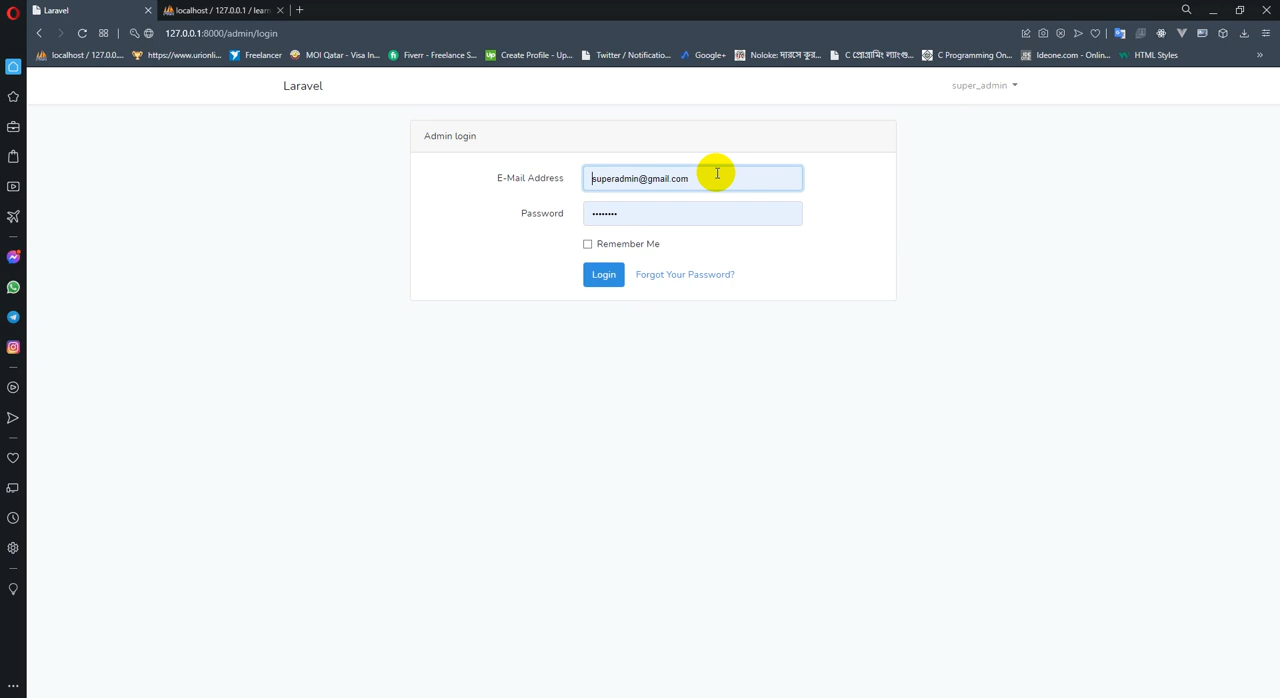 Laravel
localhost / 127.0.0.1 / lear
127.0.0.1:8000/admin/login
localhost / 127.0.0....
https://www.urionli...
Freelancer
MOI Qatar - Visa In...
Fiverr - Freelance S...
Up Create Profile - Up...
Twitter / Notificatio...
Google+
Noloke: দারসে কুর...
C প্রোগ্রামিং ল্যাংগু...
C Programming On...
Ideone.com - Onlin...
HTML Styles
»
Laravel
super_admin
Admin login
E-Mail Address
superadmin@gmail.com
Password
••••••••
Remember Me
Login
Forgot Your Password?